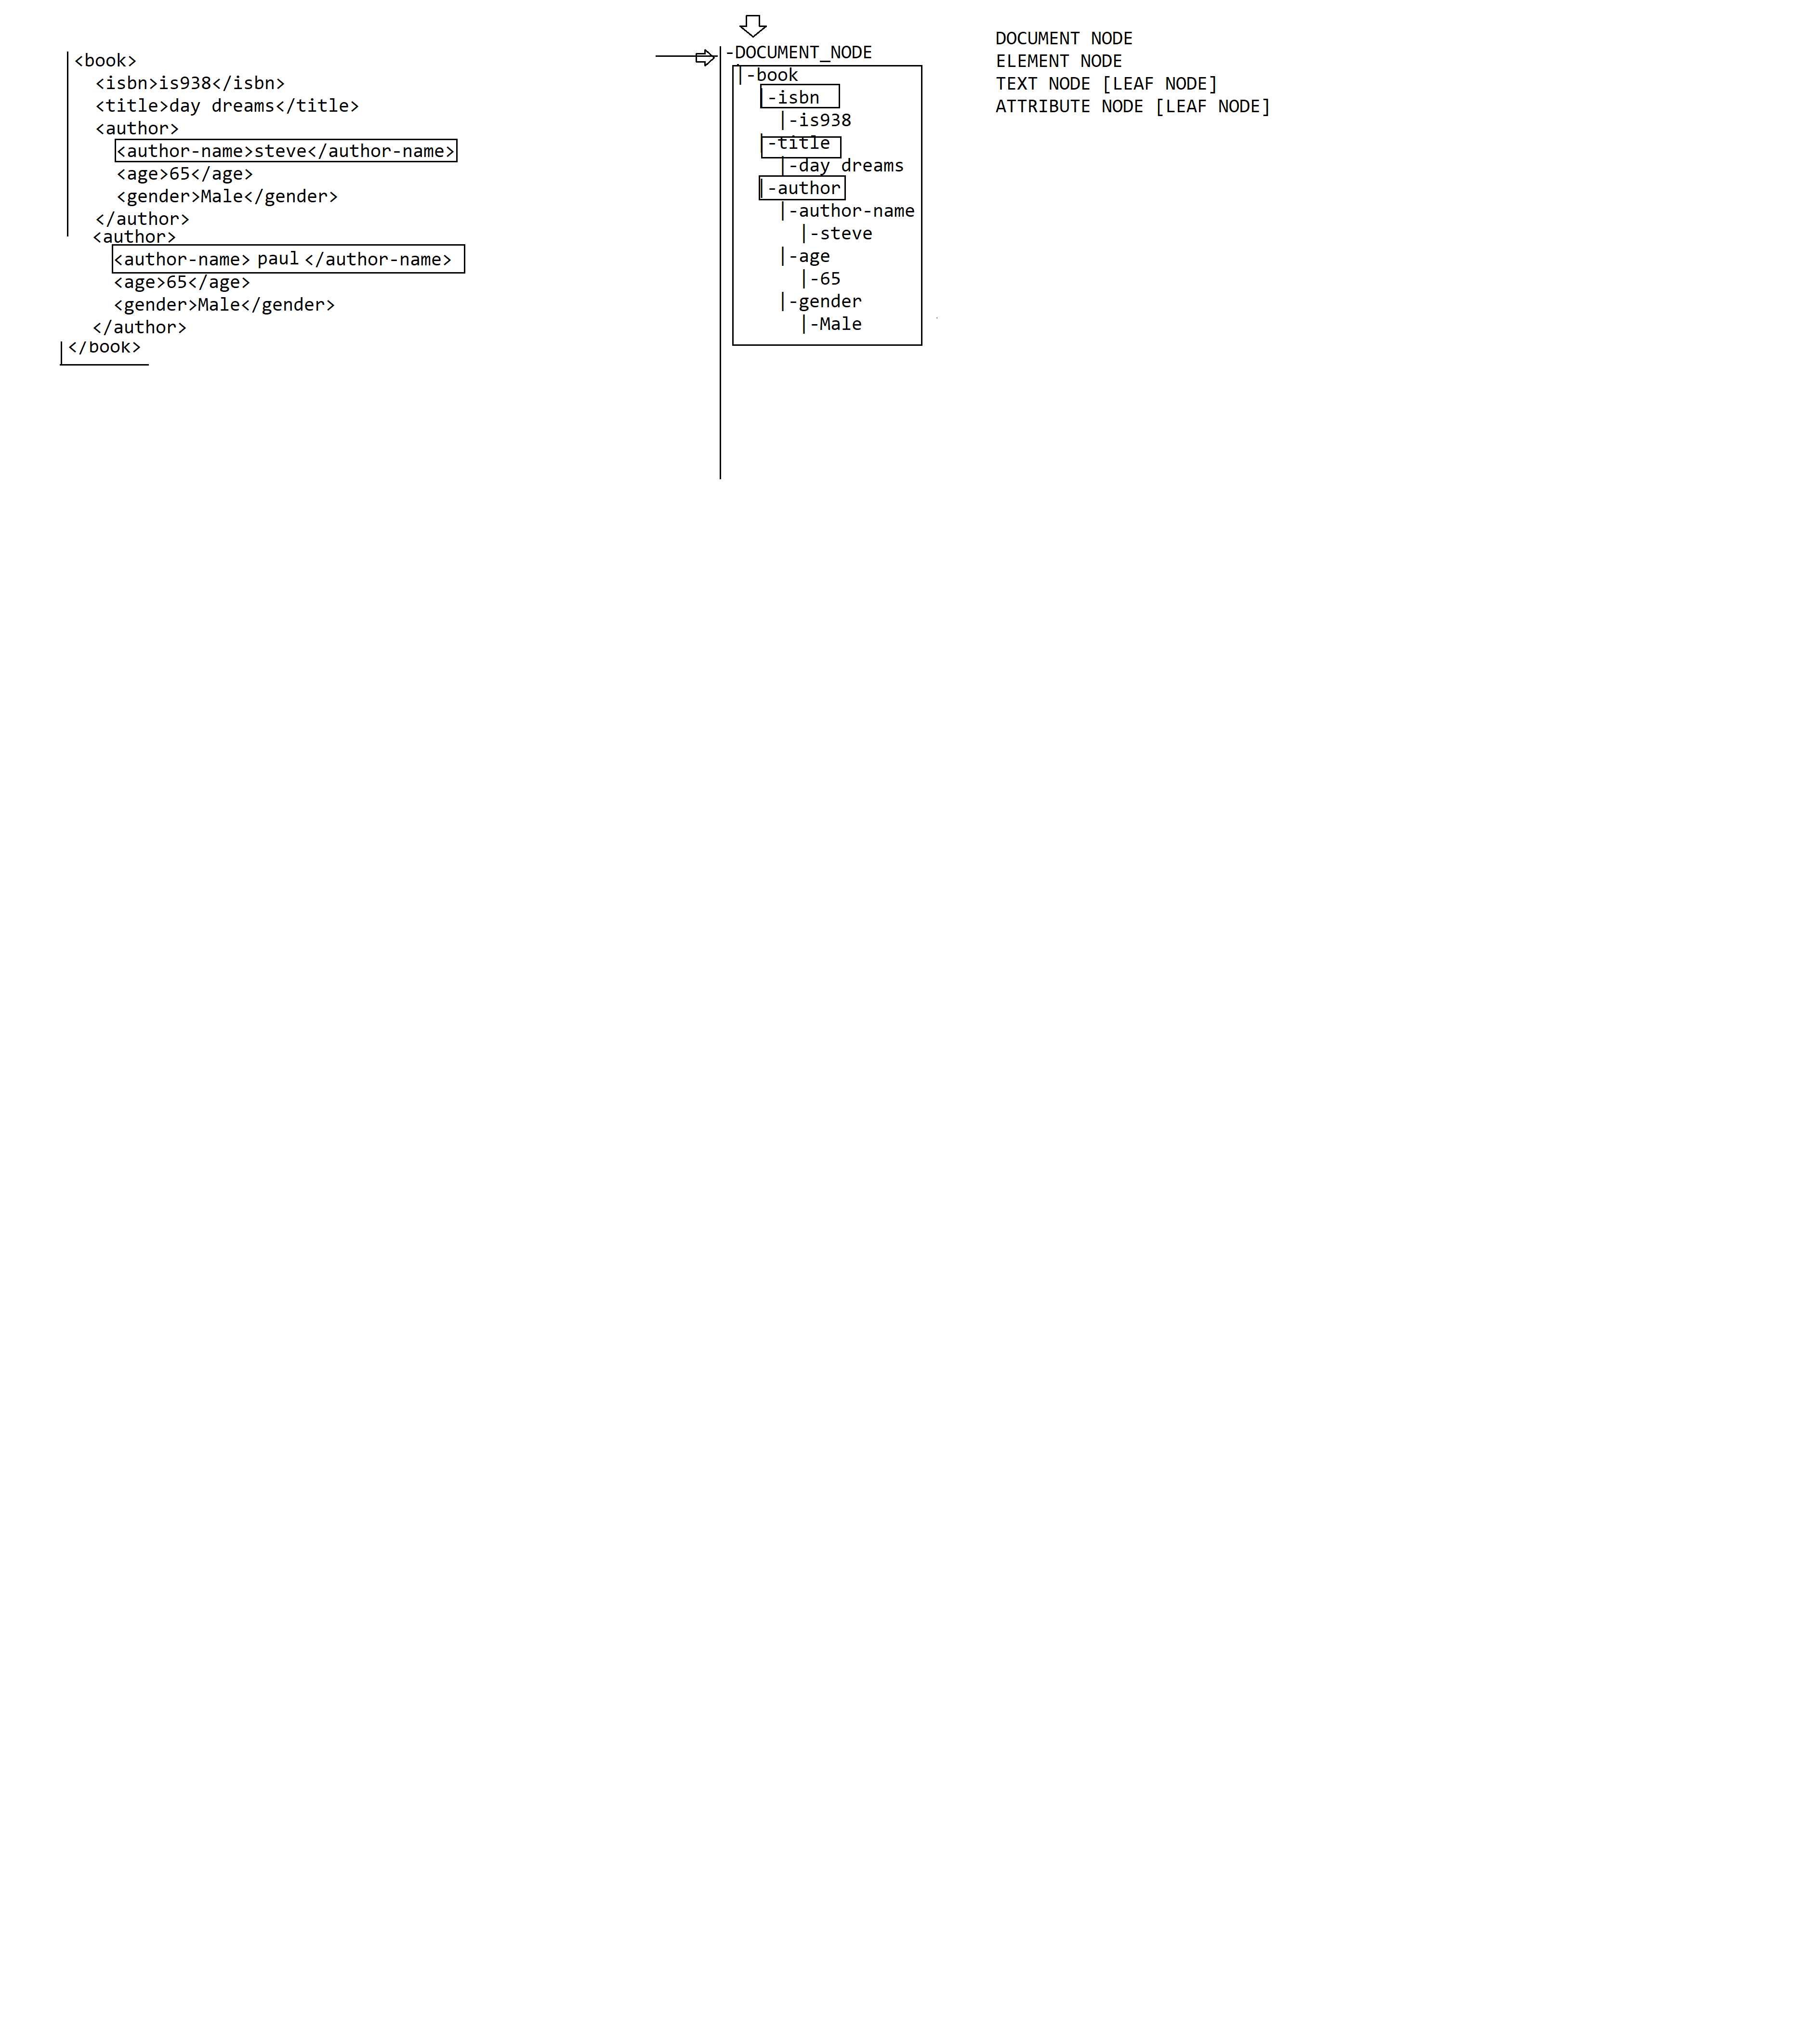 <book>
  <isbn>is938</isbn>
  <title>day dreams</title>
  <author>
    <author-name>steve</author-name>
    <age>65</age>
    <gender>Male</gender>
  </author>
  <author>
    <author-name> paul </author-name>
    <age>65</age>
    <gender>Male</gender>
  </author>
</book>
-DOCUMENT_NODE
 |-book
   |-isbn
     |-is938
   |-title
     |-day dreams
   |-author
     |-author-name
       |-steve
     |-age
       |-65
     |-gender
       |-Male
DOCUMENT NODE
ELEMENT NODE
TEXT NODE [LEAF NODE]
ATTRIBUTE NODE [LEAF NODE]